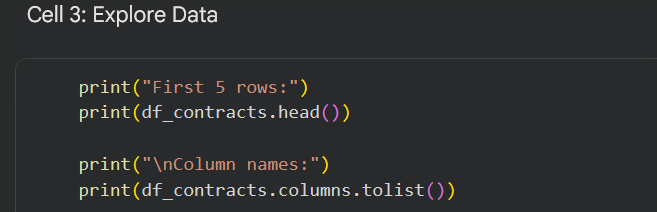 Cell 3: Explore Data
print("First 5 rows:")
print(df_contracts.head())
print("\nColumn names:")
print(df_contracts.columns.tolist())